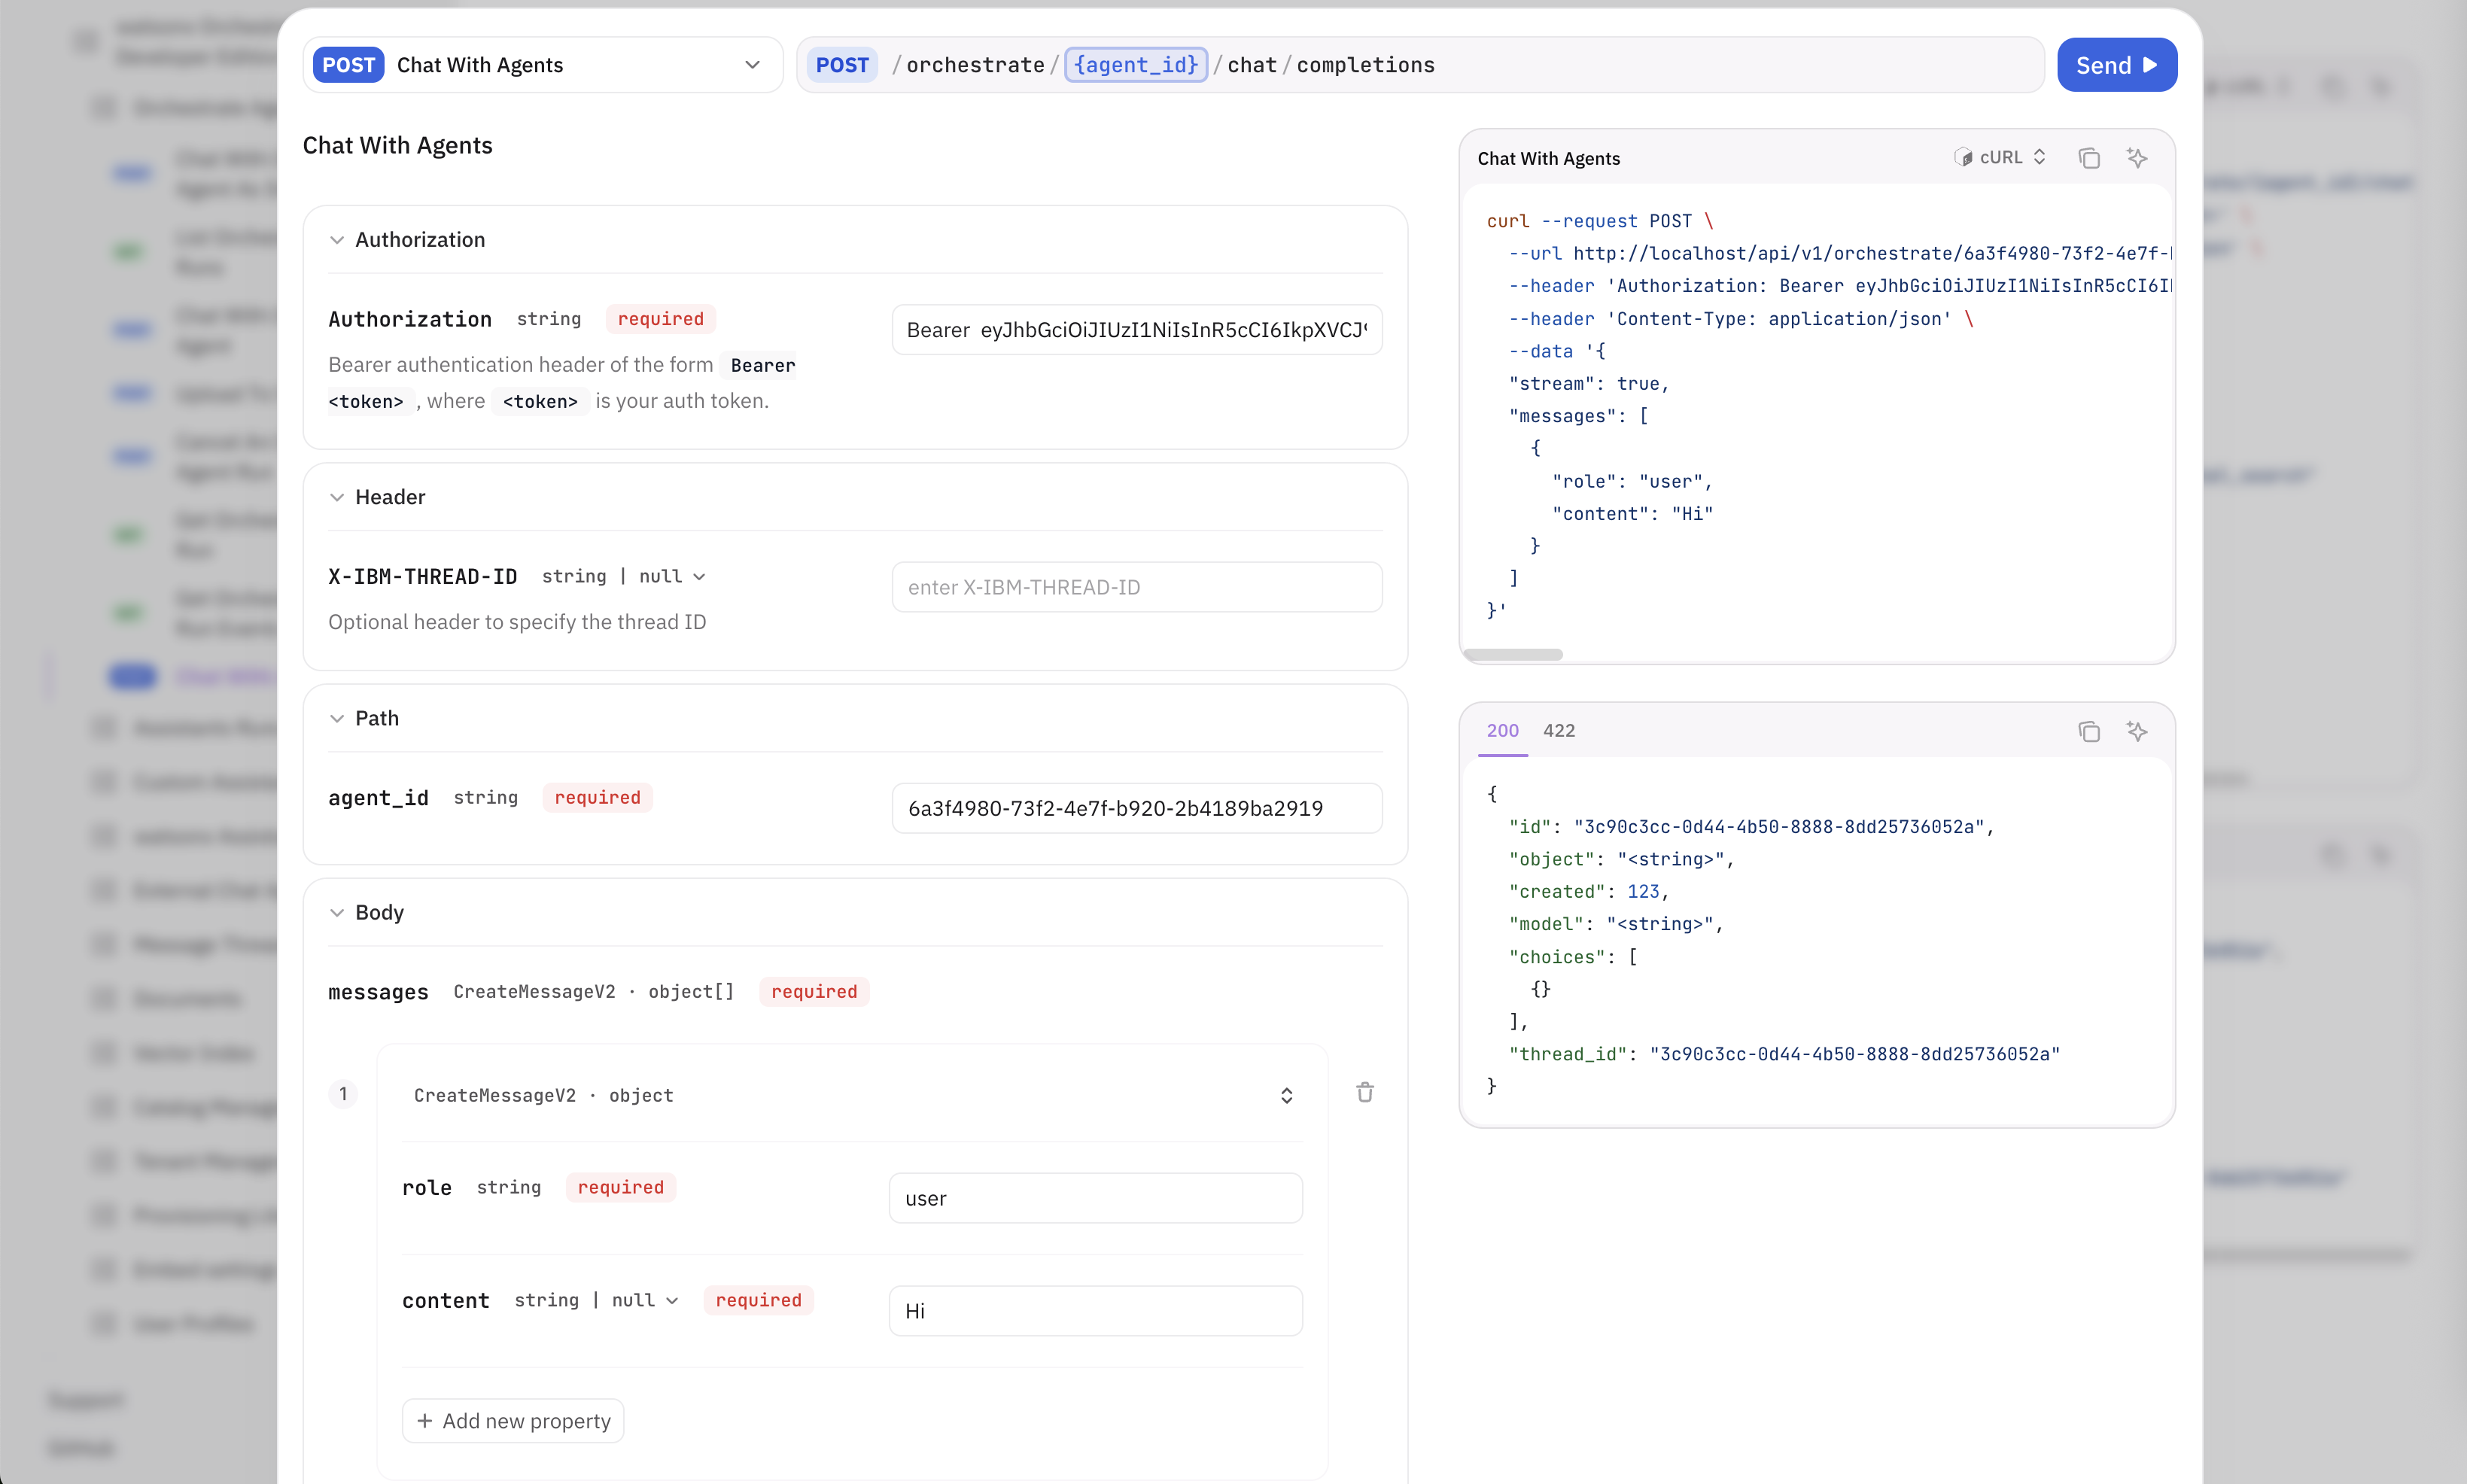 POST Chat With Agents
POST /orchestrate/{agent_id}/chat/completions
Send
Chat With Agents
Authorization
Authorization string required
Bearer eyJhbGciOiJIUzI1NiIsInR5cCI6IkpXVCJ
Bearer authentication header of the form Bearer
<token>, where <token> is your auth token.
Header
X-IBM-THREAD-ID string | null
enter X-IBM-THREAD-ID
Optional header to specify the thread ID
Path
agent_id string required
6a3f4980-73f2-4e7f-b920-2b4189ba2919
Body
messages CreateMessageV2 · object[] required
1
CreateMessageV2 · object
role string required
user
content string | null required
Hi
+ Add new property
Chat With Agents
cURL
curl --request POST \
--url http://localhost/api/v1/orchestrate/6a3f4980-73f2-4e7f-
--header 'Authorization: Bearer eyJhbGciOiJIUzI1NiIsInR5cCI6I
--header 'Content-Type: application/json' \
--data '{
"stream": true,
"messages": [
{
"role": "user",
"content": "Hi"
}
]
}'
200 422
{
"id": "3c90c3cc-0d44-4b50-8888-8dd25736052a",
"object": "<string>",
"created": 123,
"model": "<string>",
"choices": [
{}
],
"thread_id": "3c90c3cc-0d44-4b50-8888-8dd25736052a"
}
Documents
Vector Index
User Profiles
Support
GitHub